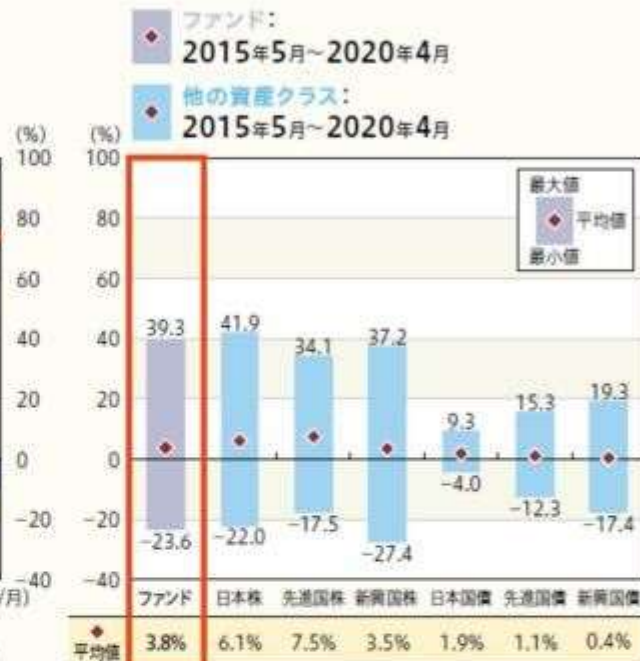 ファンド:
2015年5月~2020年4月
他の資産クラス:
2015年5月~2020年4月
(%) (%)
100 100
最大値
平均値
最小値
80 80
60 60
40 40
39.3 41.9 34.1 37.2
20 20
9.3 15.3 19.3
0 0
-4.0 -12.3 -17.4
-20 -20
-23.6 -22.0 -17.5 -27.4
-40 -40
/月)
ファンド 日本株 先進国株 新興国株 日本国債 先進国債 新興国債
平均値 3.8% 6.1% 7.5% 3.5% 1.9% 1.1% 0.4%